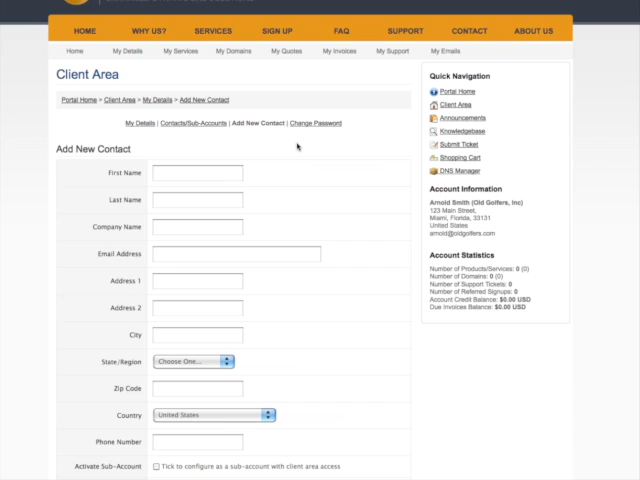 HOME WHY US? SERVICES SIGN UP FAQ SUPPORT CONTACT ABOUT US
Home My Details My Services My Domains My Quotes My Invoices My Support My Emails
Client Area
Portal Home > Client Area > My Details > Add New Contact
My Details | Contacts/Sub-Accounts | Add New Contact | Change Password
Add New Contact
First Name
Last Name
Company Name
Email Address
Address 1
Address 2
City
State/Region Choose One...
Zip Code
Country United States
Phone Number
Activate Sub-Account Tick to configure as a sub-account with client area access
Quick Navigation
Portal Home
Client Area
Announcements
Knowledgebase
Submit Ticket
Shopping Cart
DNS Manager
Account Information
Arnold Smith (Old Golfers, Inc)
123 Main Street,
Miami, Florida, 33131
United States
arnold@oldgolfers.com
Account Statistics
Number of Products/Services: 0 (0)
Number of Domains: 0 (0)
Number of Support Tickets: 0
Number of Referred Signups: 0
Account Credit Balance: $0.00 USD
Due Invoices Balance: $0.00 USD